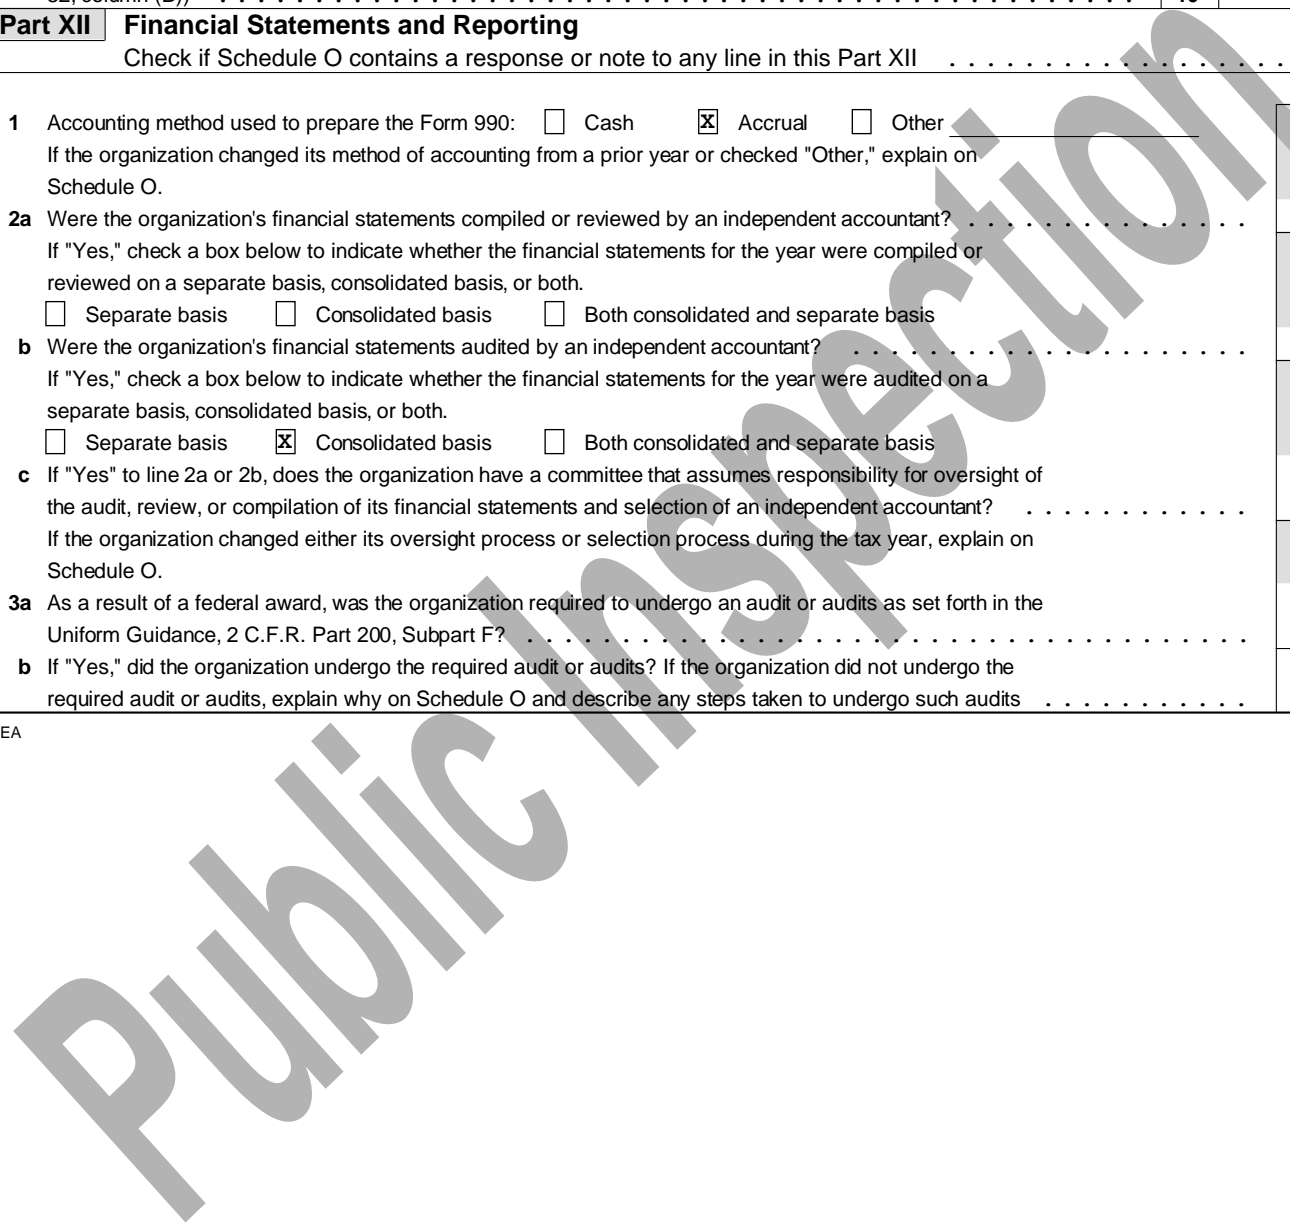 Part XII Financial Statements and Reporting
Check if Schedule O contains a response or note to any line in this Part XII . . . . . . . . . . . . . . . . . .
1 Accounting method used to prepare the Form 990: Cash X Accrual Other
If the organization changed its method of accounting from a prior year or checked "Other," explain on
Schedule O.
2a Were the organization's financial statements compiled or reviewed by an independent accountant? . . . . . . . . . . . . . . .
If "Yes," check a box below to indicate whether the financial statements for the year were compiled or
reviewed on a separate basis, consolidated basis, or both.
Separate basis Consolidated basis Both consolidated and separate basis
b Were the organization's financial statements audited by an independent accountant? . . . . . . . . . . . . . . . . . . . . .
If "Yes," check a box below to indicate whether the financial statements for the year were audited on a
separate basis, consolidated basis, or both.
Separate basis X Consolidated basis Both consolidated and separate basis
c If "Yes" to line 2a or 2b, does the organization have a committee that assumes responsibility for oversight of
the audit, review, or compilation of its financial statements and selection of an independent accountant? . . . . . . . . . . . .
If the organization changed either its oversight process or selection process during the tax year, explain on
Schedule O.
3a As a result of a federal award, was the organization required to undergo an audit or audits as set forth in the
Uniform Guidance, 2 C.F.R. Part 200, Subpart F? . . . . . . . . . . . . . . . . . . . . . . . . . . . . . . . . . . . . . .
b If "Yes," did the organization undergo the required audit or audits? If the organization did not undergo the
required audit or audits, explain why on Schedule O and describe any steps taken to undergo such audits . . . . . . . . . . .
EA
Public Inspection